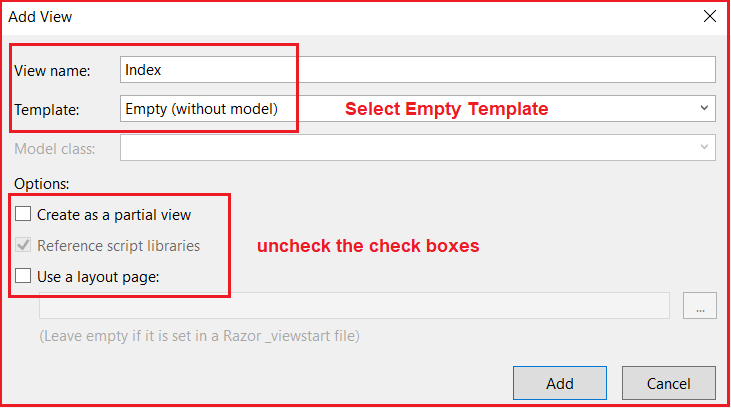 Add View
View name: Index
Template: Empty (without model) Select Empty Template
Model class:
Options:
Create as a partial view
Reference script libraries uncheck the check boxes
Use a layout page:
...
(Leave empty if it is set in a Razor _viewstart file)
Add Cancel